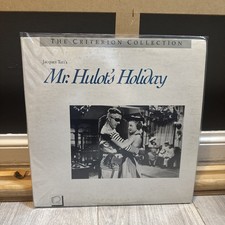 THE CRITERION COLLECTION
Jacques Tati's
Mr. Hulot's Holiday